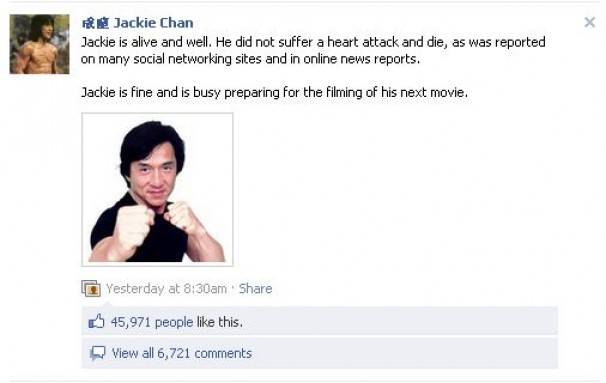 成龍 Jackie Chan
Jackie is alive and well. He did not suffer a heart attack and die, as was reported
on many social networking sites and in online news reports.
Jackie is fine and is busy preparing for the filming of his next movie.
Yesterday at 8:30am · Share
45,971 people like this.
View all 6,721 comments